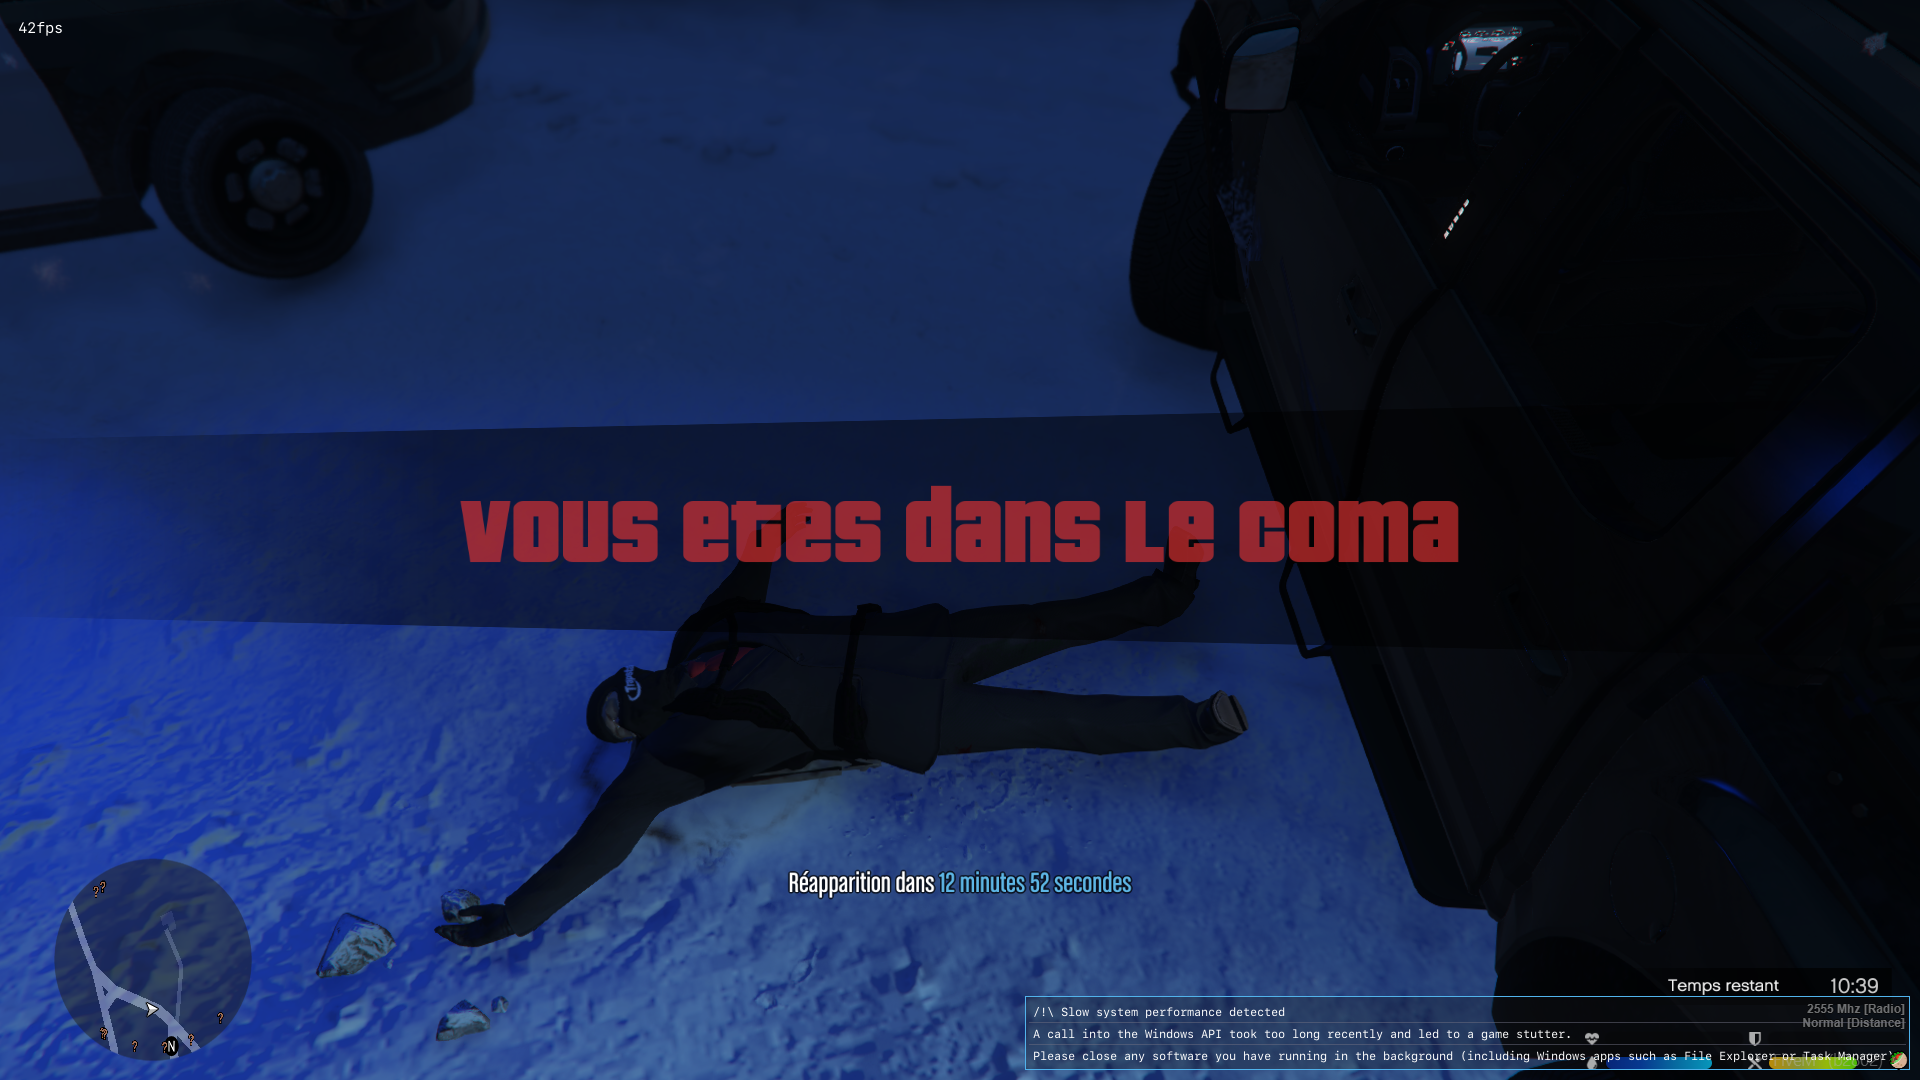 42fps
vous etes dans le coma
Réapparition dans 12 minutes 52 secondes
Temps restant 10:39
/!\ Slow system performance detected
2555 Mhz [Radio]
Normal [Distance]
A call into the Windows API took too long recently and led to a game stutter.
Please close any software you have running in the background (including Windows apps such as File Explorer or Task Manager)
N